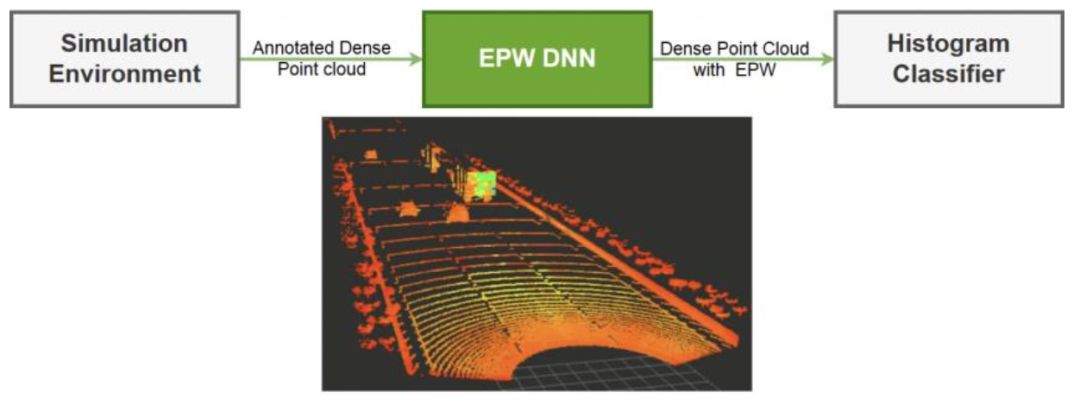 Simulation
Environment
Annotated Dense
Point cloud
EPW DNN
Dense Point Cloud
with EPW
Histogram
Classifier